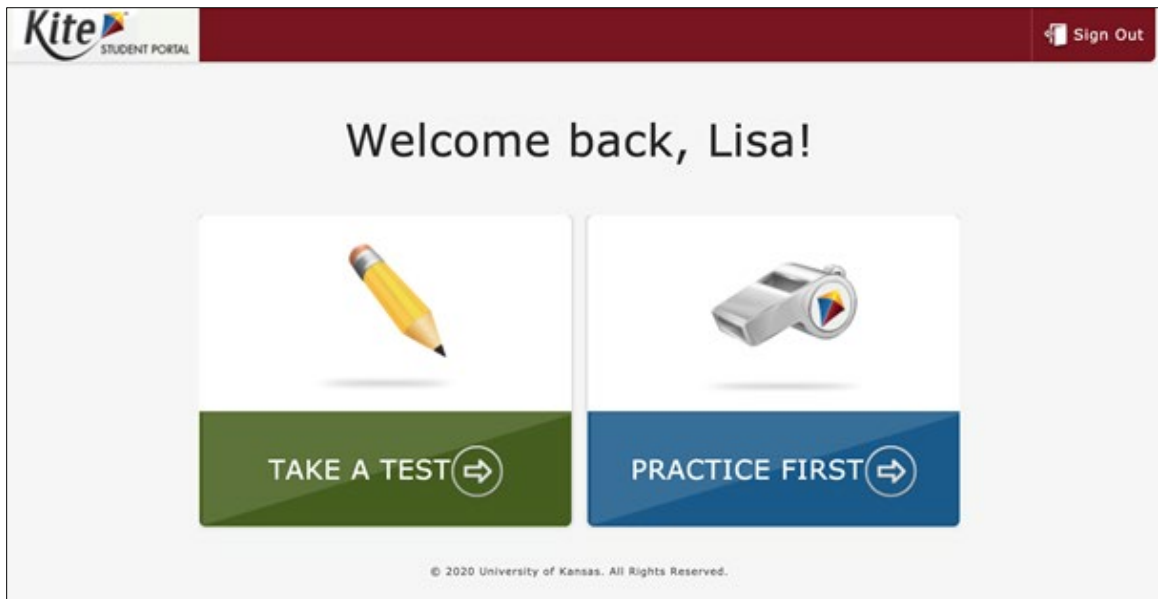 Kite
STUDENT PORTAL
Sign Out
Welcome back, Lisa!
TAKE A TEST
PRACTICE FIRST
© 2020 University of Kansas. All Rights Reserved.